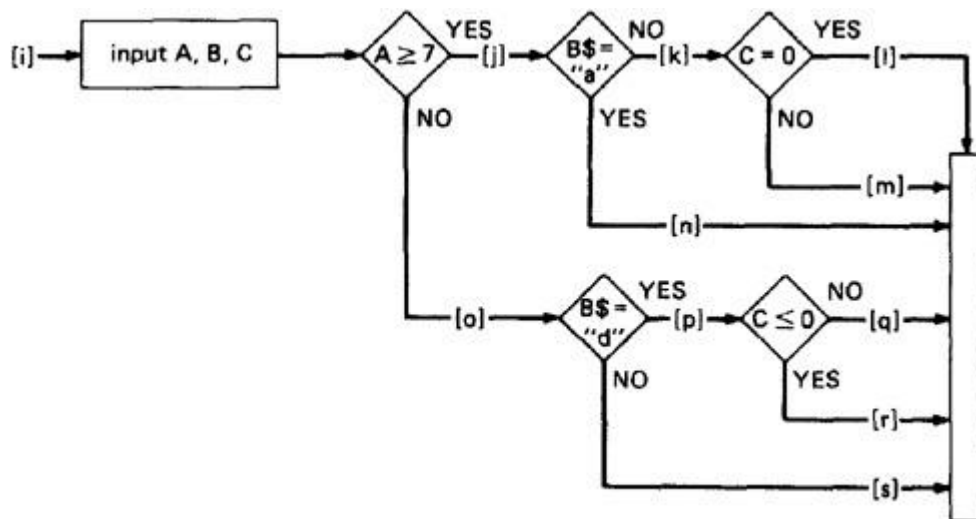 [i]
input A, B, C
A ≥ 7
YES
[j]
B$ =
"a"
NO
[k]
C = 0
YES
[l]
NO
[m]
YES
[n]
NO
[o]
B$ =
"d"
YES
[p]
C ≤ 0
NO
[q]
YES
[r]
NO
[s]